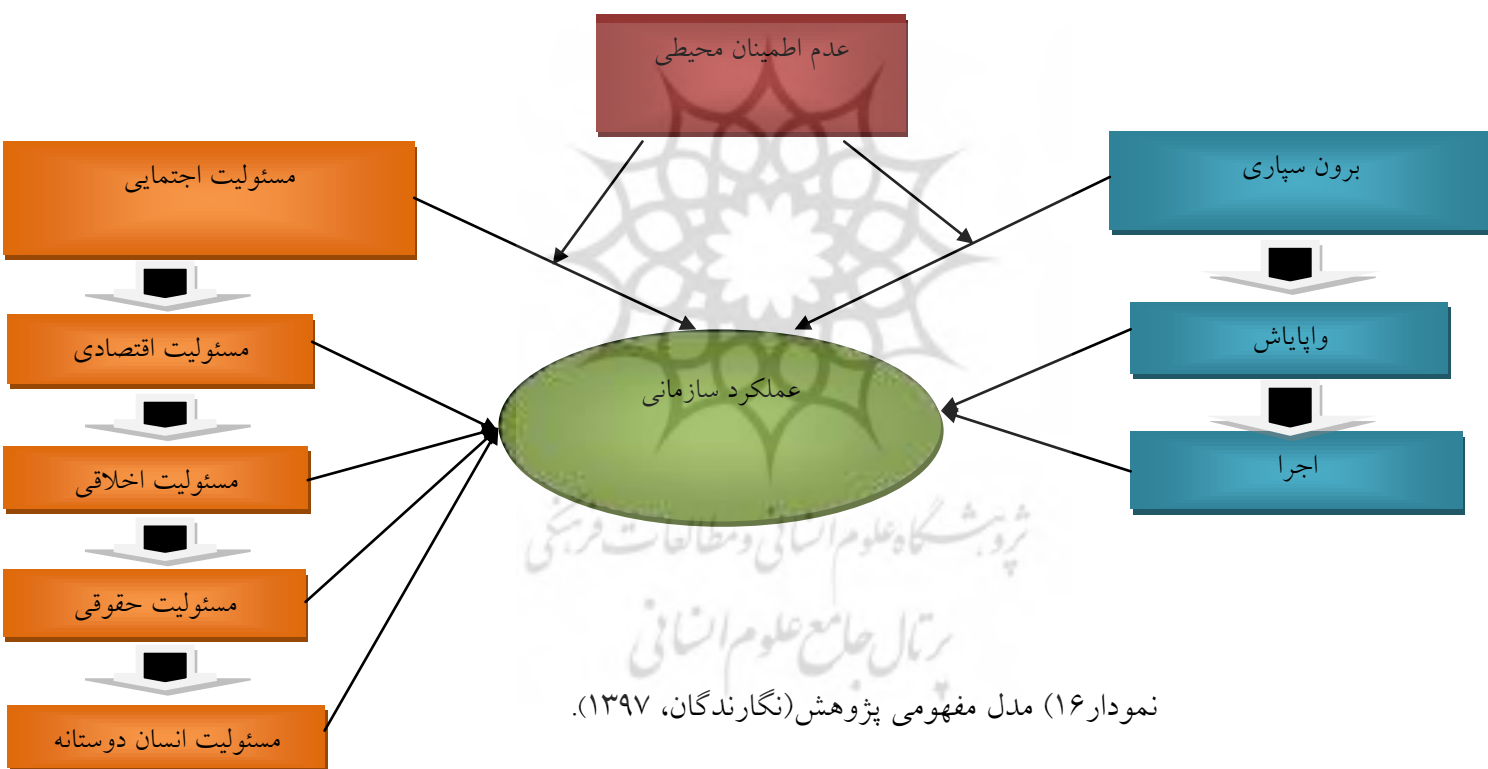 عدم اطمینان محیطی
برون سپاری
مسئولیت اجتمایی
واپایاش
مسئولیت اقتصادی
عملکرد سازمانی
اجرا
مسئولیت اخلاقی
پژوهشگاه علوم انسانی و مطالعات فرهنگی
مسئولیت حقوقی
پرتال جامع علوم انسانی
نمودار۱۶) مدل مفهومی پژوهش(نگارندگان، ۱۳۹۷).
مسئولیت انسان دوستانه